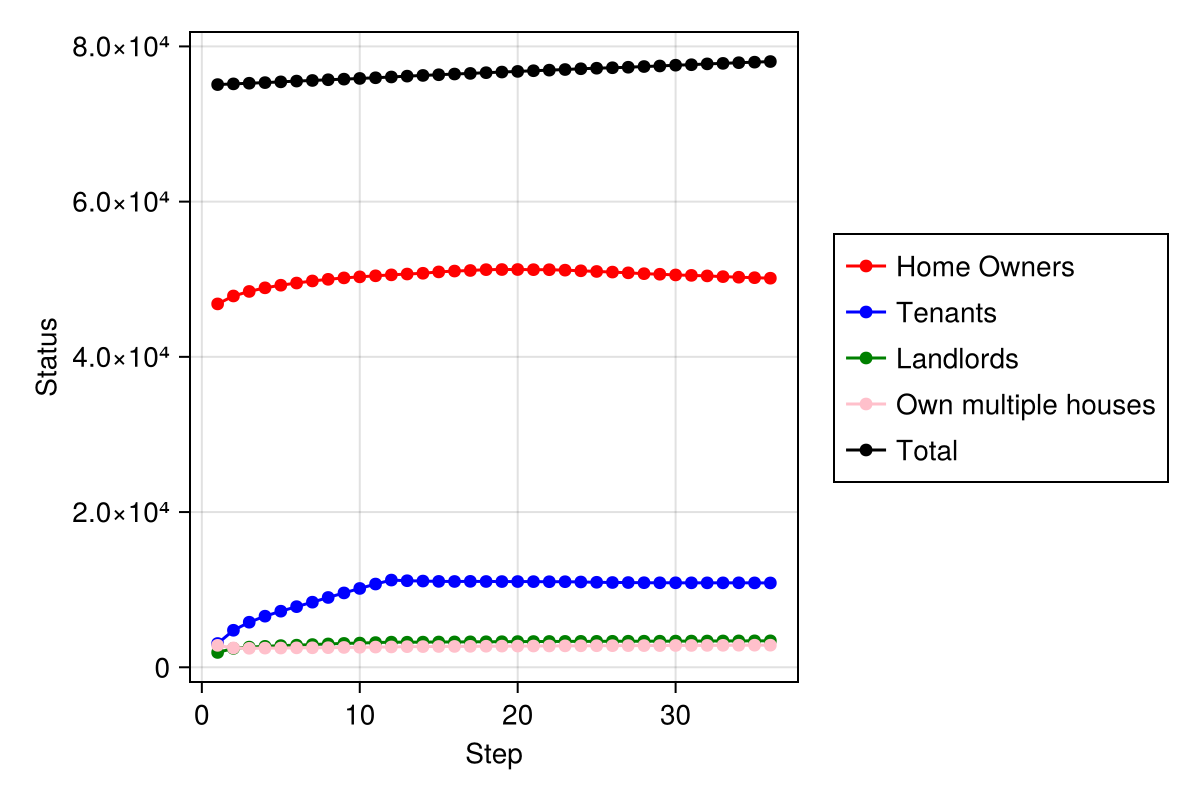 8.0×10⁴
6.0×10⁴
4.0×10⁴
2.0×10⁴
0
Status
0 10 20 30
Step
Home Owners
Tenants
Landlords
Own multiple houses
Total